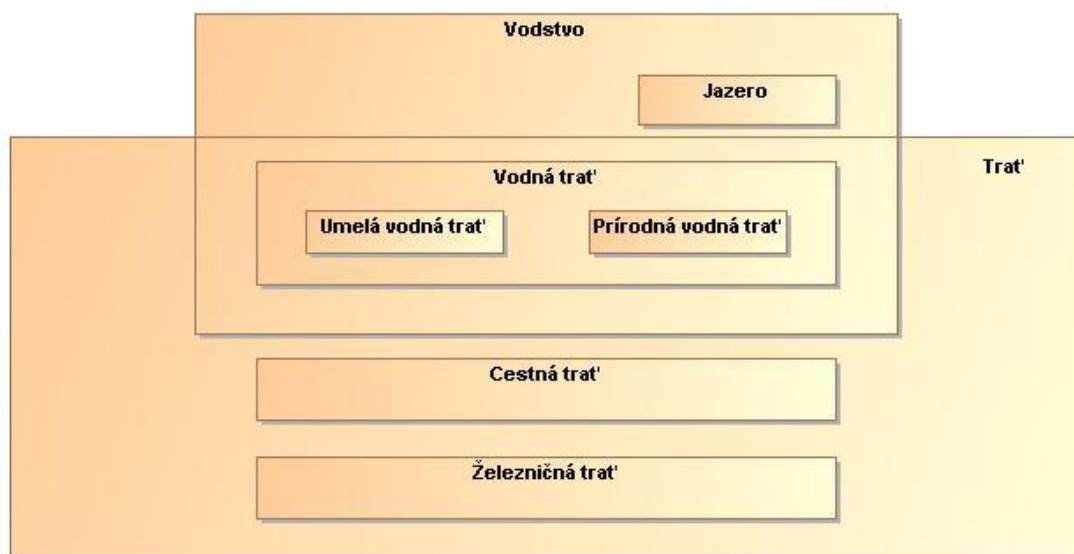 Vodstvo
Jazero
Trat'
Vodná trat'
Umelá vodná trat'
Prírodná vodná trat'
Cestná trat'
Železničná trat'